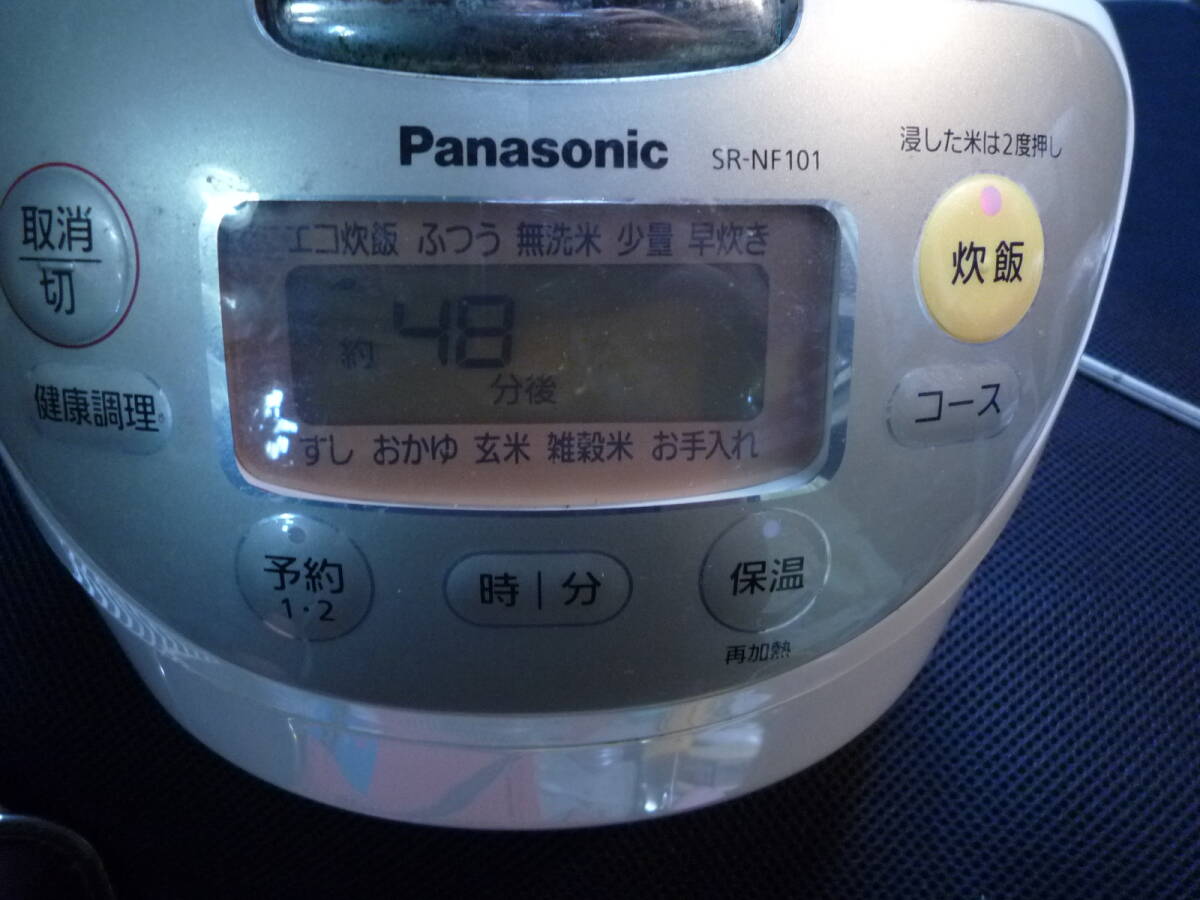 Panasonic SR-NF101
浸した米は2度押し
取消
切
エコ炊飯 ふつう 無洗米 少量 早炊き
炊飯
約 48
分後
健康調理
コース
すし おかゆ 玄米 雑穀米 お手入れ
予約
1・2
時|分
保温
再加熱